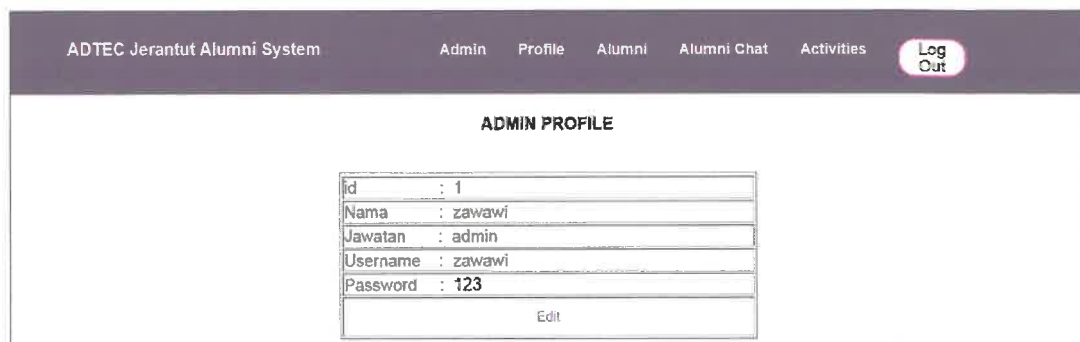 ADTEC Jerantut Alumni System Admin Profile Alumni Alumni Chat Activities Log Out
ADMIN PROFILE
id : 1
Nama : zawawi
Jawatan : admin
Username : zawawi
Password : 123
Edit